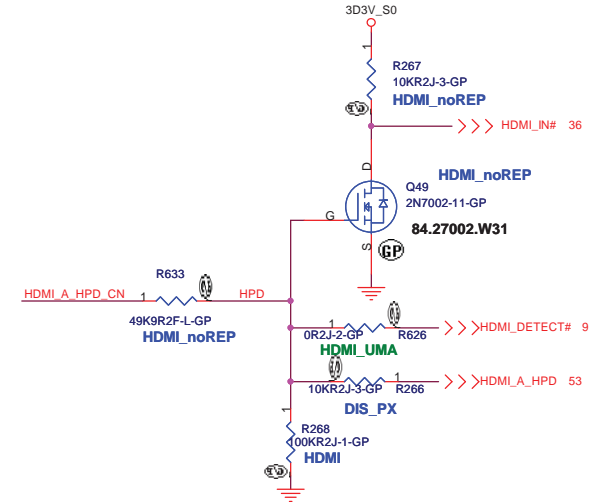 3D3V_S0
1
R267
10KR2J-3-GP
HDMI_noREP
HDMI_IN# 36
D
HDMI_noREP
Q49
2N7002-11-GP
G
84.27002.W31
S
GP
R633
HDMI_A_HPD_CN
1
HPD
49K9R2F-L-GP
HDMI_noREP
1
HDMI_DETECT# 9
0R2J-2-GP
R626
HDMI_UMA
1
HDMI_A_HPD 53
10KR2J-3-GP
R266
DIS_PX
1
R268
100KR2J-1-GP
HDMI